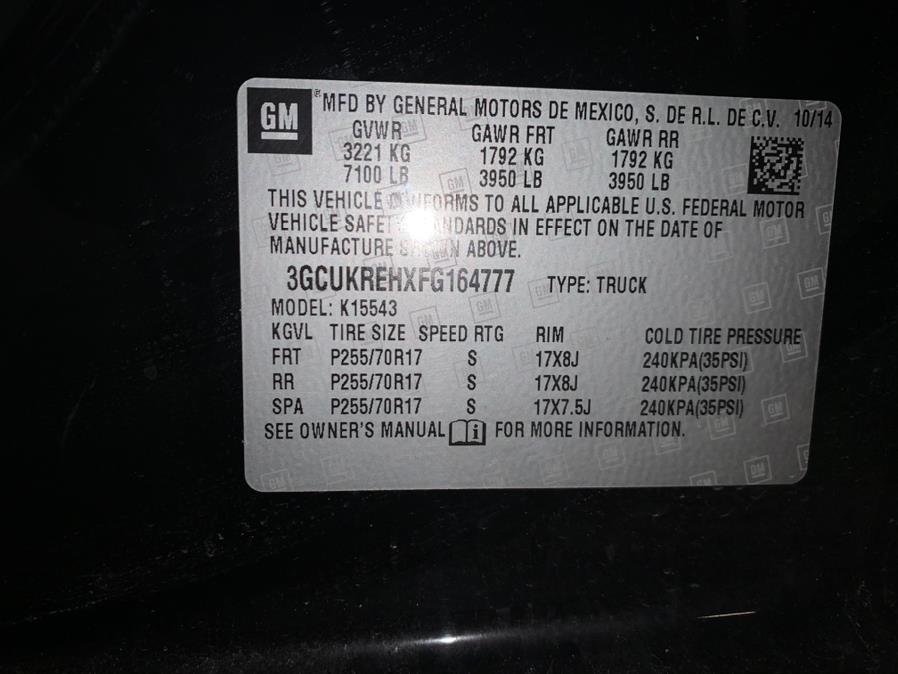 GM ® MFD BY GENERAL MOTORS DE MEXICO, S. DE R.L. DE C.V. 10/14
GVWR GAWR FRT GAWR RR
3221 KG 1792 KG 1792 KG
7100 LB 3950 LB 3950 LB
THIS VEHICLE CONFORMS TO ALL APPLICABLE U.S. FEDERAL MOTOR
VEHICLE SAFETY STANDARDS IN EFFECT ON THE DATE OF
MANUFACTURE SHOWN ABOVE.
3GCUKREHXFG164777 TYPE: TRUCK
MODEL: K15543
KGVL TIRE SIZE SPEED RTG RIM COLD TIRE PRESSURE
FRT P255/70R17 S 17X8J 240KPA(35PSI)
RR P255/70R17 S 17X8J 240KPA(35PSI)
SPA P255/70R17 S 17X7.5J 240KPA(35PSI)
SEE OWNER'S MANUAL FOR MORE INFORMATION.